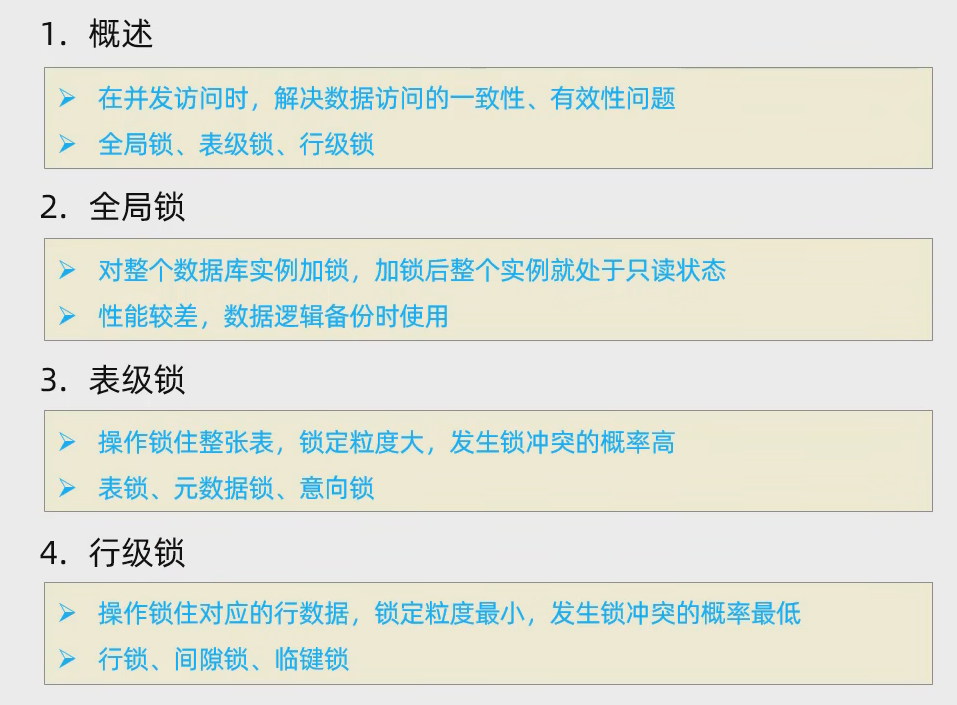 1. 概述
➢ 在并发访问时，解决数据访问的一致性、有效性问题
➢ 全局锁、表级锁、行级锁
2. 全局锁
➢ 对整个数据库实例加锁，加锁后整个实例就处于只读状态
➢ 性能较差，数据逻辑备份时使用
3. 表级锁
➢ 操作锁住整张表，锁定粒度大，发生锁冲突的概率高
➢ 表锁、元数据锁、意向锁
4. 行级锁
➢ 操作锁住对应的行数据，锁定粒度最小，发生锁冲突的概率最低
➢ 行锁、间隙锁、临键锁